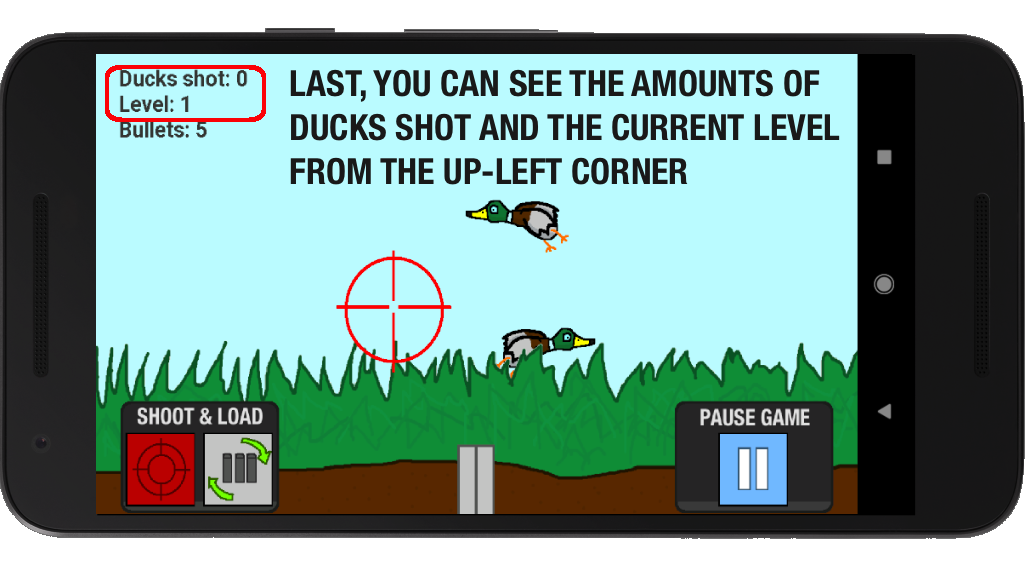 Ducks shot: 0
Level: 1
Bullets: 5
LAST, YOU CAN SEE THE AMOUNTS OF
DUCKS SHOT AND THE CURRENT LEVEL
FROM THE UP-LEFT CORNER
SHOOT & LOAD
PAUSE GAME